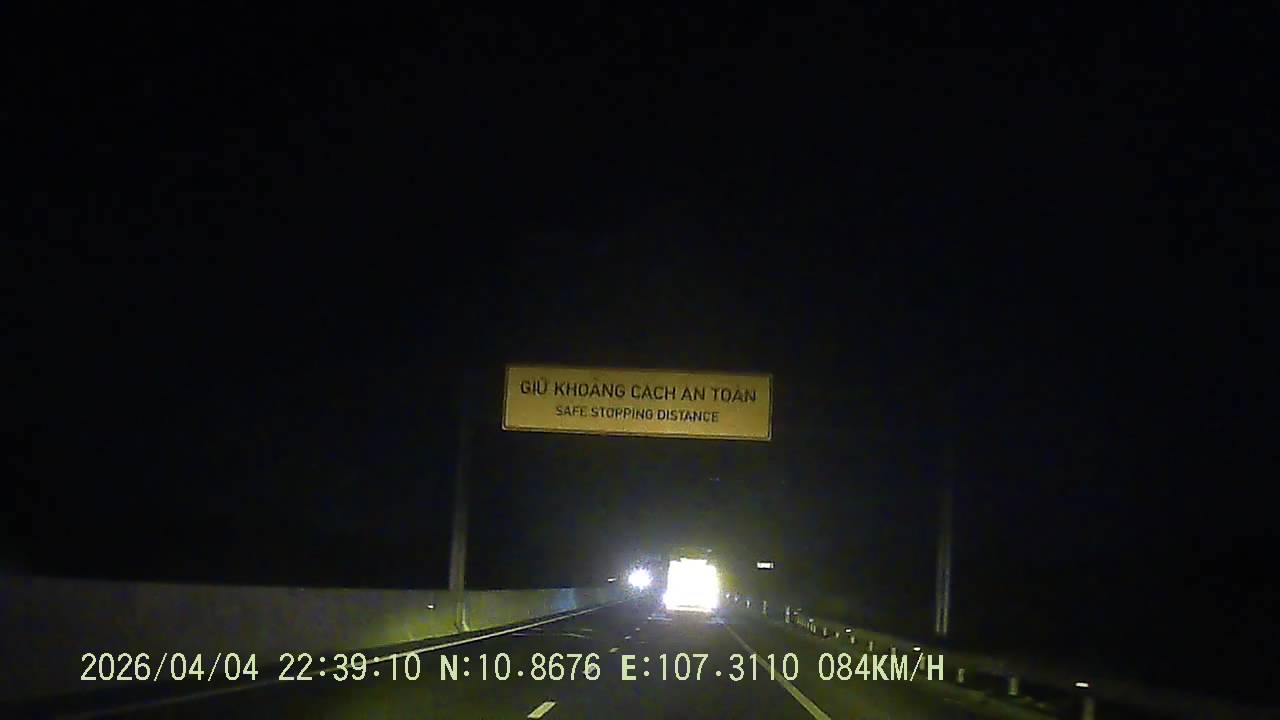 GIỮ KHOẢNG CÁCH AN TOÀN
SAFE STOPPING DISTANCE
2026/04/04 22:39:10 N:10.8676 E:107.3110 084KM/H